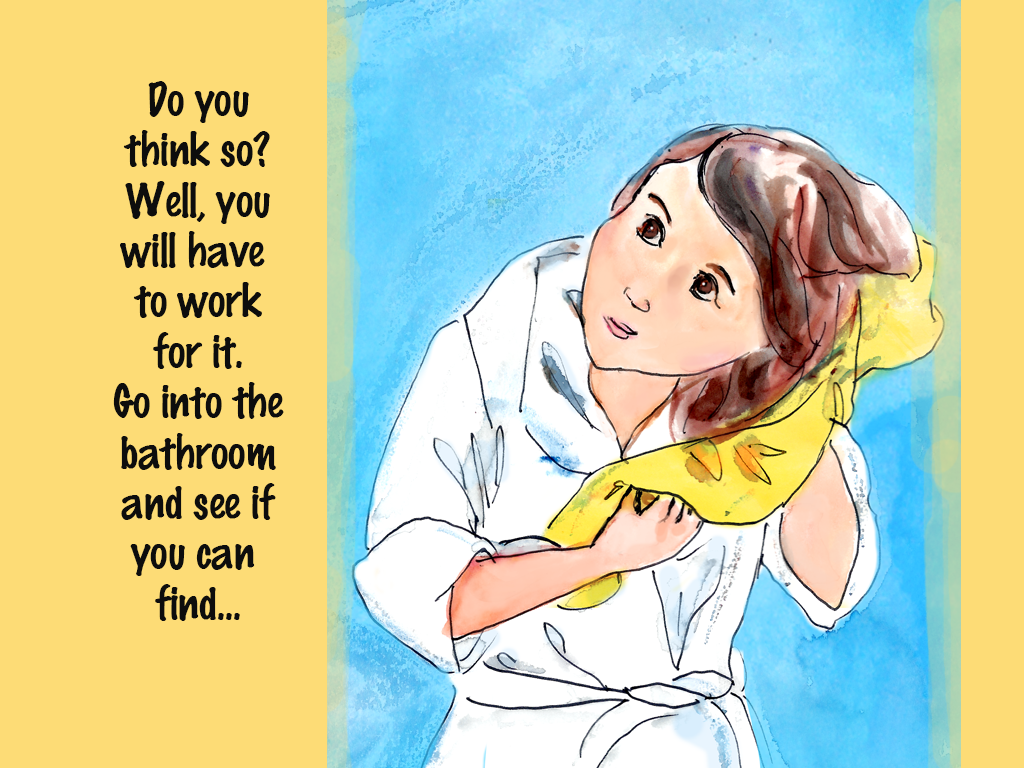 Do you
think so?
Well, you
will have
to work
for it.
Go into the
bathroom
and see if
you can
find...